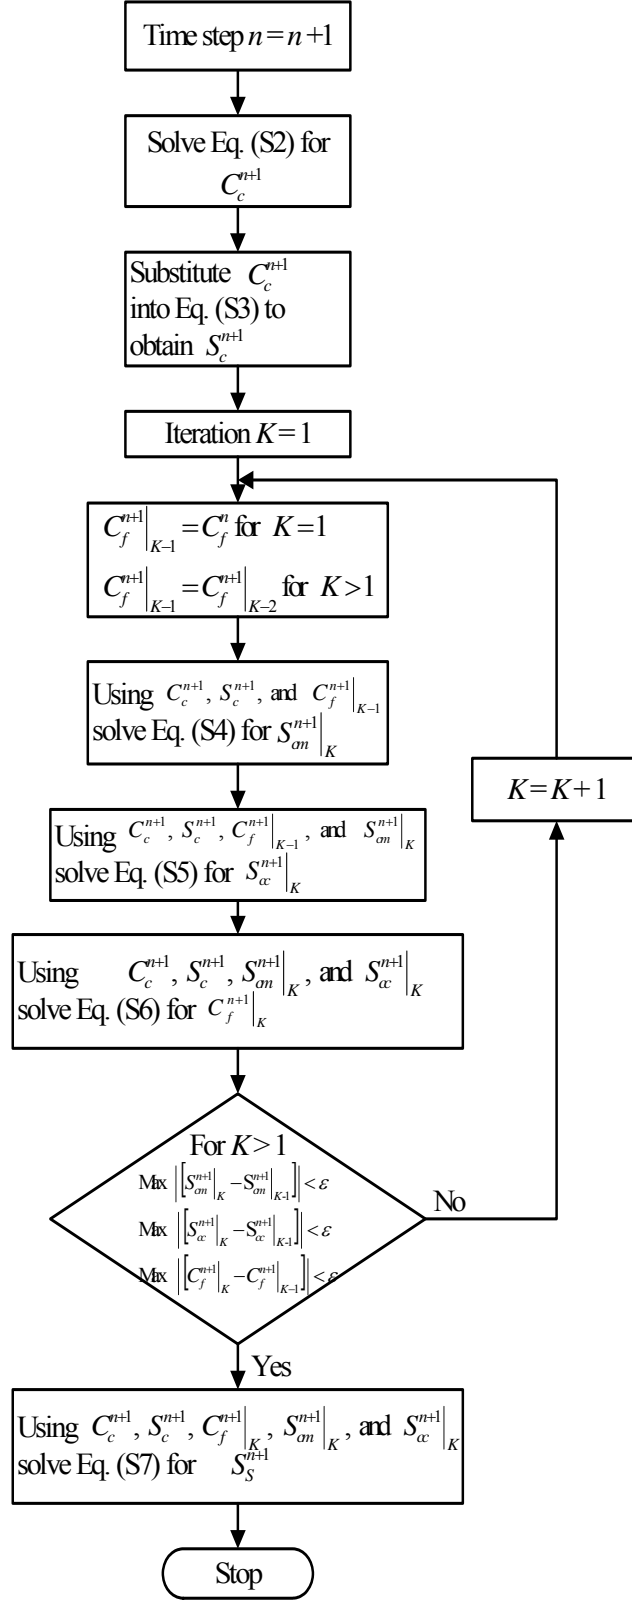 Time step n = n+1
Solve Eq. (S2) for
C_c^{n+1}
Substitute C_c^{n+1}
into Eq. (S3) to
obtain S_c^{n+1}
Iteration K = 1
C_f^{n+1}|_{K-1} = C_f^n for K = 1
C_f^{n+1}|_{K-1} = C_f^{n+1}|_{K-2} for K > 1
Using C_c^{n+1}, S_c^{n+1}, and C_f^{n+1}|_{K-1}
solve Eq. (S4) for S_{cm}^{n+1}|_K
K = K + 1
Using C_c^{n+1}, S_c^{n+1}, C_f^{n+1}|_{K-1}, and S_{cm}^{n+1}|_K
solve Eq. (S5) for S_{cc}^{n+1}|_K
Using C_c^{n+1}, S_c^{n+1}, S_{cm}^{n+1}|_K, and S_{cc}^{n+1}|_K
solve Eq. (S6) for C_f^{n+1}|_K
For K > 1
Max |[S_{cm}^{n+1}|_K − S_{cm}^{n+1}|_{K-1}]| < ε
Max |[S_{cc}^{n+1}|_K − S_{cc}^{n+1}|_{K-1}]| < ε
Max |[C_f^{n+1}|_K − C_f^{n+1}|_{K-1}]| < ε
No
Yes
Using C_c^{n+1}, S_c^{n+1}, C_f^{n+1}|_K, S_{cm}^{n+1}|_K, and S_{cc}^{n+1}|_K
solve Eq. (S7) for S_S^{n+1}
Stop